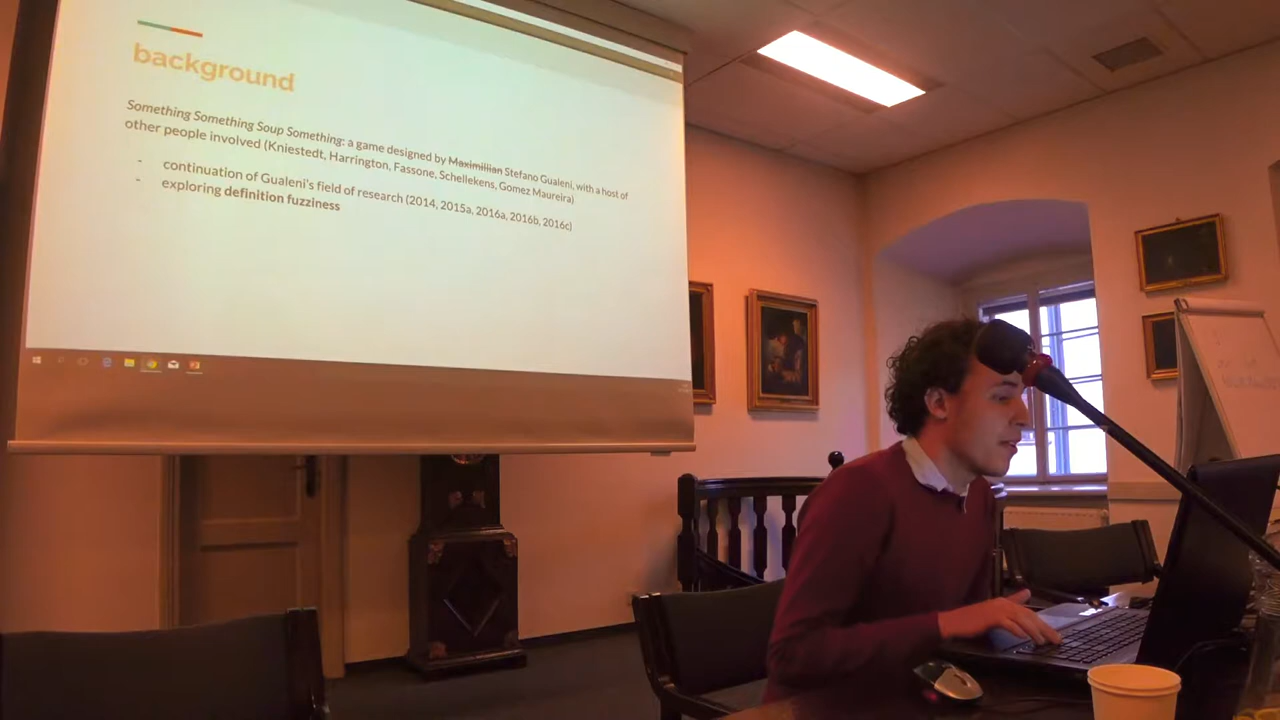 background
Something Something Soup Something: a game designed by Maximillian Stefano Gualeni, with a host of
other people involved (Kniestedt, Harrington, Fassone, Schellekens, Gomez Maureira)
- continuation of Gualeni's field of research (2014, 2015a, 2016a, 2016b, 2016c)
- exploring definition fuzziness